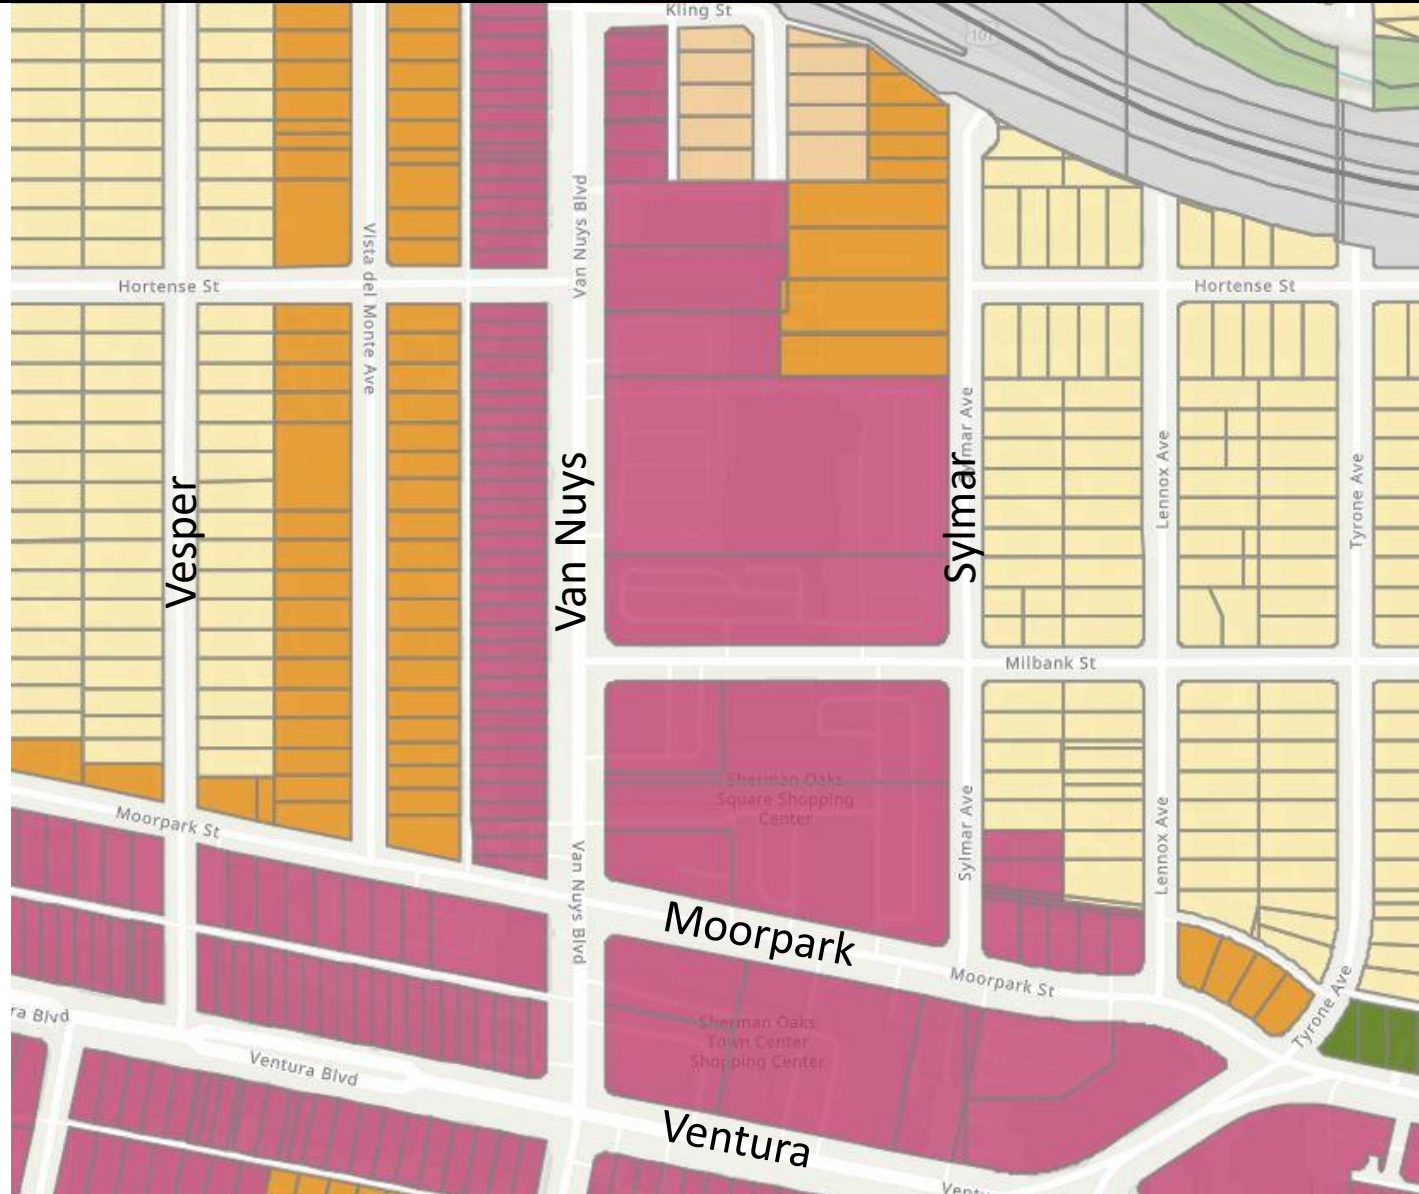 Kling St
101
Van Nuys Blvd
Vista del Monte Ave
Hortense St
Hortense St
Sylmar Ave
Lennox Ave
Tyrone Ave
Vesper
Van Nuys
Sylmar
Milbank St
Sherman Oaks
Square Shopping
Center
Moorpark St
Sylmar Ave
Lennox Ave
Van Nuys Blvd
Moorpark
Moorpark St
ra Blvd
Ventura Blvd
Sherman Oaks
Town Center
Shopping Center
Tyrone Ave
Ventura